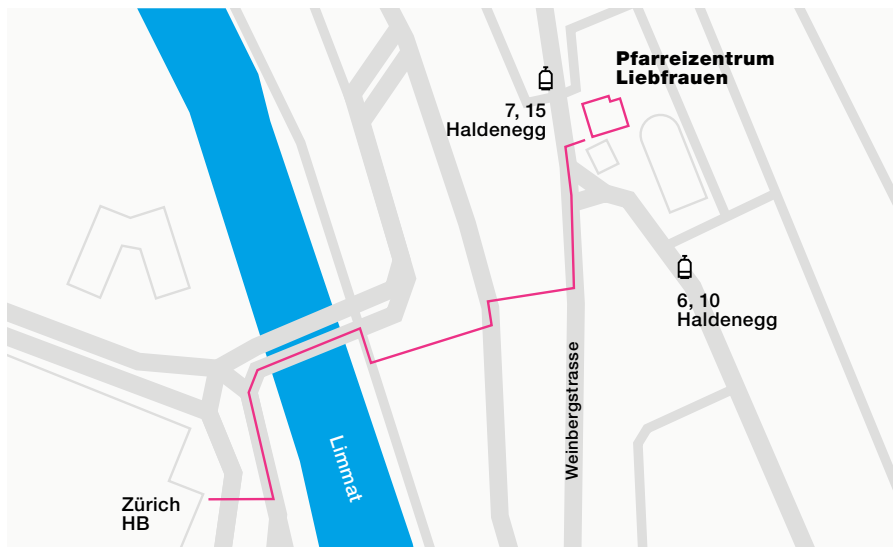 Pfarreizentrum
Liebfrauen
7, 15
Haldenegg
6, 10
Haldenegg
Weinbergstrasse
Limmat
Zürich
HB